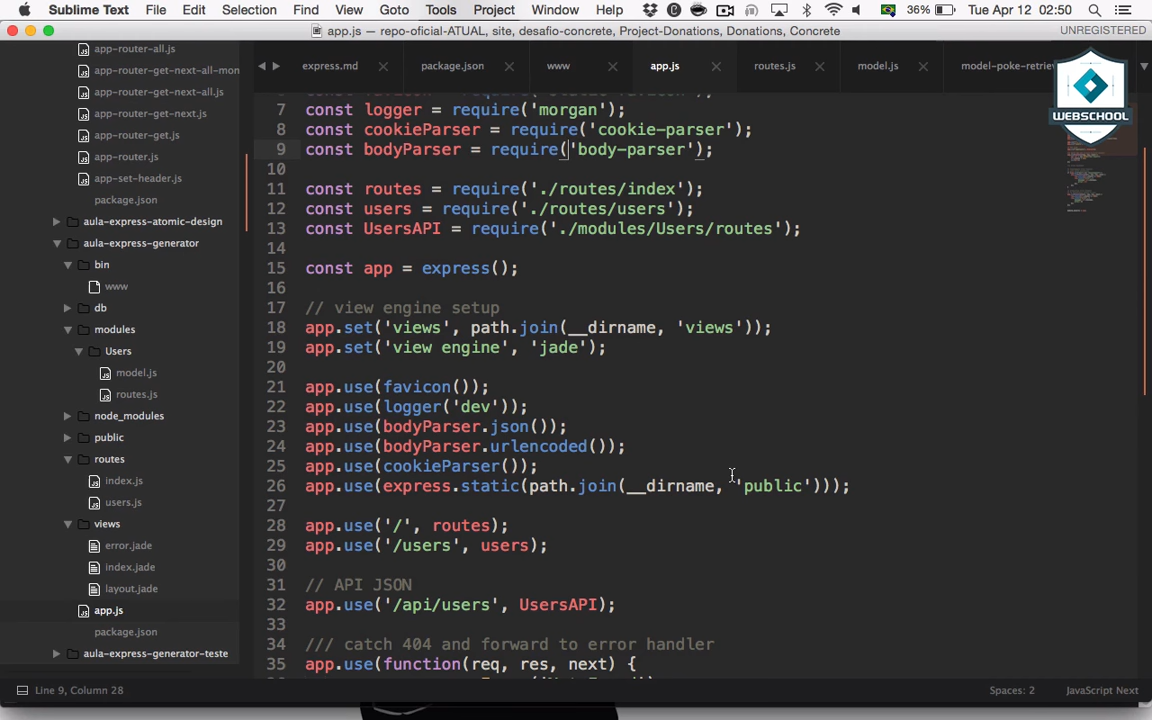 Sublime Text File Edit Selection Find View Goto Tools Project Window Help 36% Tue Apr 12 02:50
app.js — repo-oficial-ATUAL, site, desafio-concrete, Project-Donations, Donations, Concrete UNREGISTERED
express.md package.json www app.js routes.js model.js model-poke-retrie
WEBSCHOOL
app-router-all.js
app-router-get-next-all-mon
app-router-get-next-all.js
app-router-get-next.js
app-router-get.js
app-router.js
app-set-header.js
package.json
aula-express-atomic-design
aula-express-generator
bin
www
db
modules
Users
model.js
routes.js
node_modules
public
routes
index.js
users.js
views
error.jade
index.jade
layout.jade
app.js
package.json
aula-express-generator-teste
7 const logger = require('morgan');
8 const cookieParser = require('cookie-parser');
9 const bodyParser = require('body-parser');
10
11 const routes = require('./routes/index');
12 const users = require('./routes/users');
13 const UsersAPI = require('./modules/Users/routes');
14
15 const app = express();
16
17 // view engine setup
18 app.set('views', path.join(__dirname, 'views'));
19 app.set('view engine', 'jade');
20
21 app.use(favicon());
22 app.use(logger('dev'));
23 app.use(bodyParser.json());
24 app.use(bodyParser.urlencoded());
25 app.use(cookieParser());
26 app.use(express.static(path.join(__dirname, 'public')));
27
28 app.use('/', routes);
29 app.use('/users', users);
30
31 // API JSON
32 app.use('/api/users', UsersAPI);
33
34 /// catch 404 and forward to error handler
35 app.use(function(req, res, next) {
Line 9, Column 28 Spaces: 2 JavaScript Next